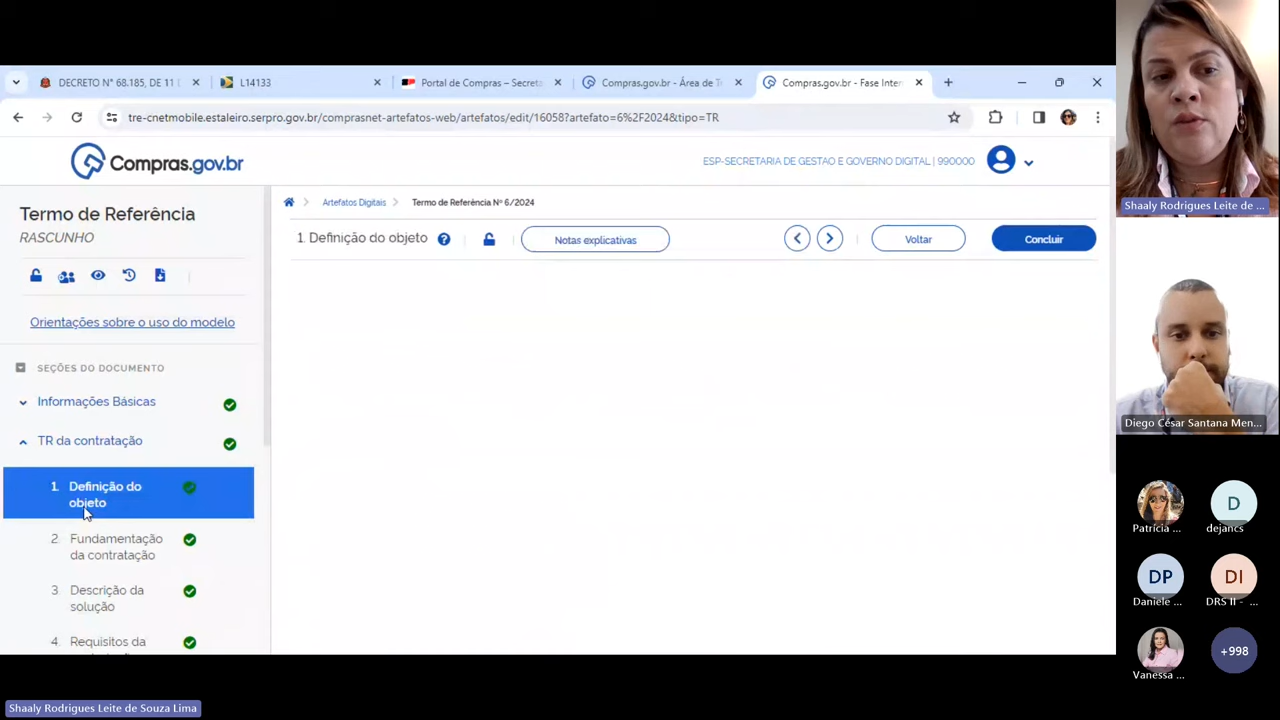 DECRETO N° 68.185, DE 11
L14133
Portal de Compras – Secreta
Compras.gov.br - Área de T
Compras.gov.br - Fase Inter
tre-cnetmobile.estaleiro.serpro.gov.br/comprasnet-artefatos-web/artefatos/edit/16058?artefato=6%2F2024&tipo=TR
Compras.gov.br
ESP-SECRETARIA DE GESTAO E GOVERNO DIGITAL | 990000
Termo de Referência
RASCUNHO
Orientações sobre o uso do modelo
SEÇÕES DO DOCUMENTO
Informações Básicas
TR da contratação
1. Definição do
objeto
2. Fundamentação
da contratação
3 Descrição da
solução
4. Requisitos da
Artefatos Digitais
Termo de Referência Nº 6/2024
1. Definição do objeto
Notas explicativas
Voltar
Concluir
Shaaly Rodrigues Leite de ...
Diego César Santana Men...
Patrícia ...
D
dejancs
DP
Daniele ...
DI
DRS II - ...
Vanessa ...
+998
Shaaly Rodrigues Leite de Souza Lima